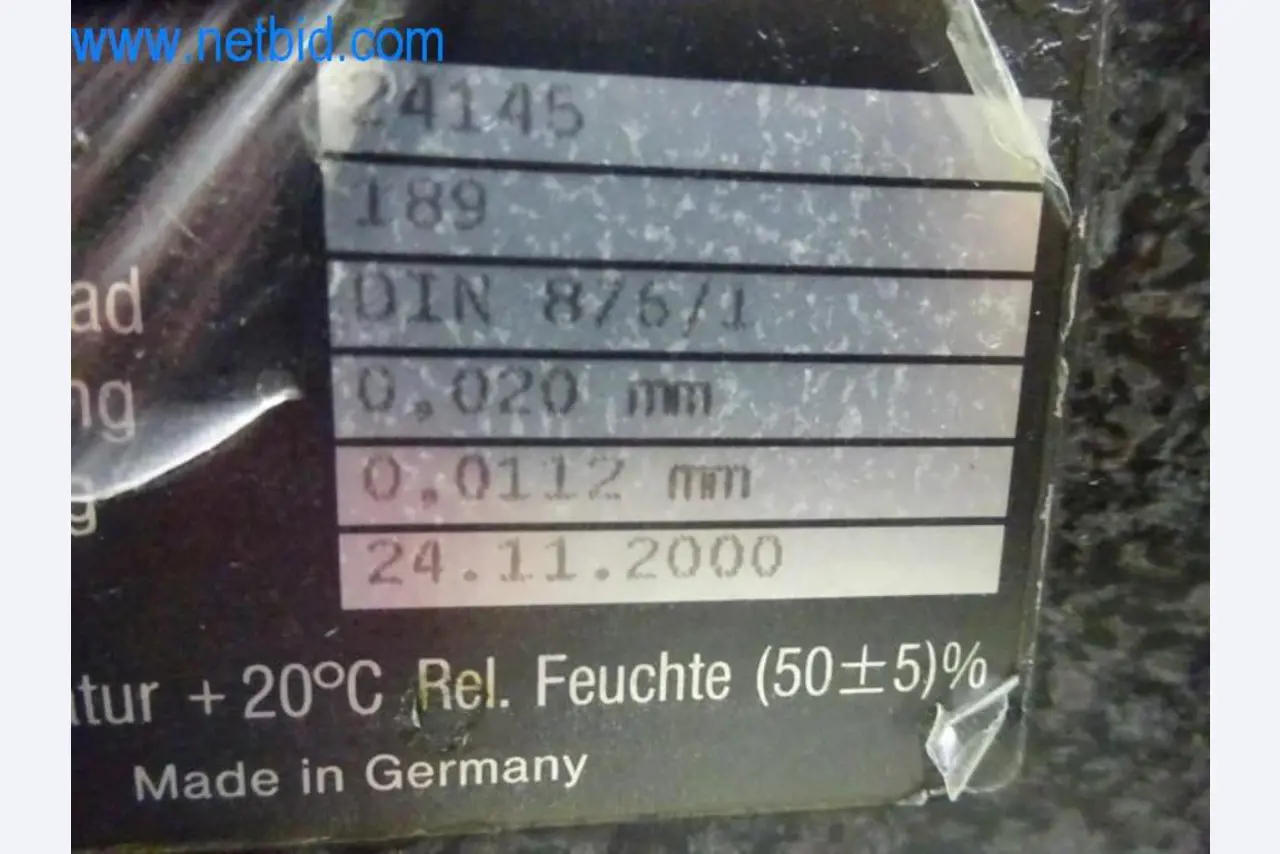 www.netbid.com
24145
189
ad DIN 876/1
ng 0,020 mm
g 0.0112 mm
24.11.2000
tur + 20°C Rel. Feuchte (50±5)%
Made in Germany